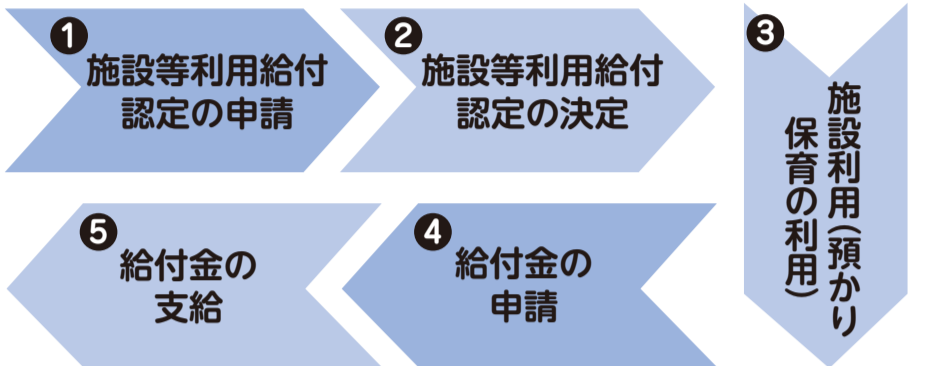 ❶
施設等利用給付
認定の申請
❷
施設等利用給付
認定の決定
❸
施設利用(預かり
保育の利用)
❹
給付金の
申請
❺
給付金の
支給